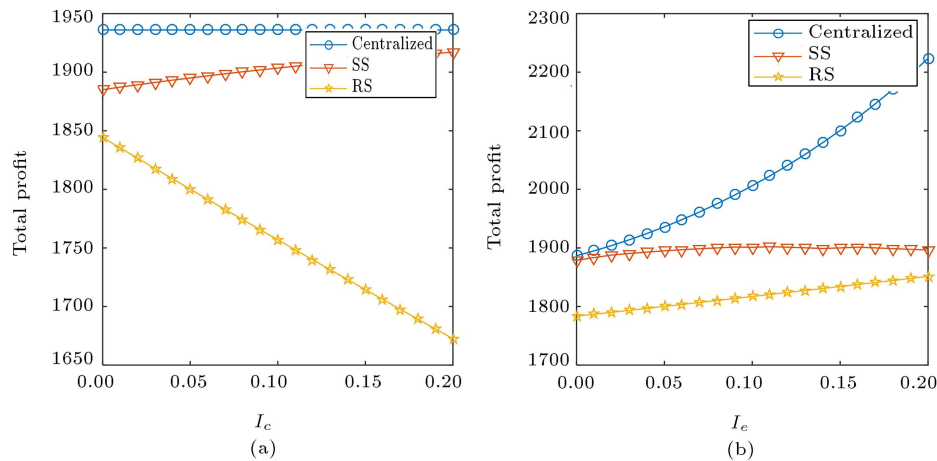 1950
1900
1850
1800
1750
1700
1650
Total profit
Centralized
SS
RS
0.00 0.05 0.10 0.15 0.20
I_c
(a)
2300
2200
2100
2000
1900
1800
1700
Total profit
Centralized
SS
RS
0.00 0.05 0.10 0.15 0.20
I_e
(b)